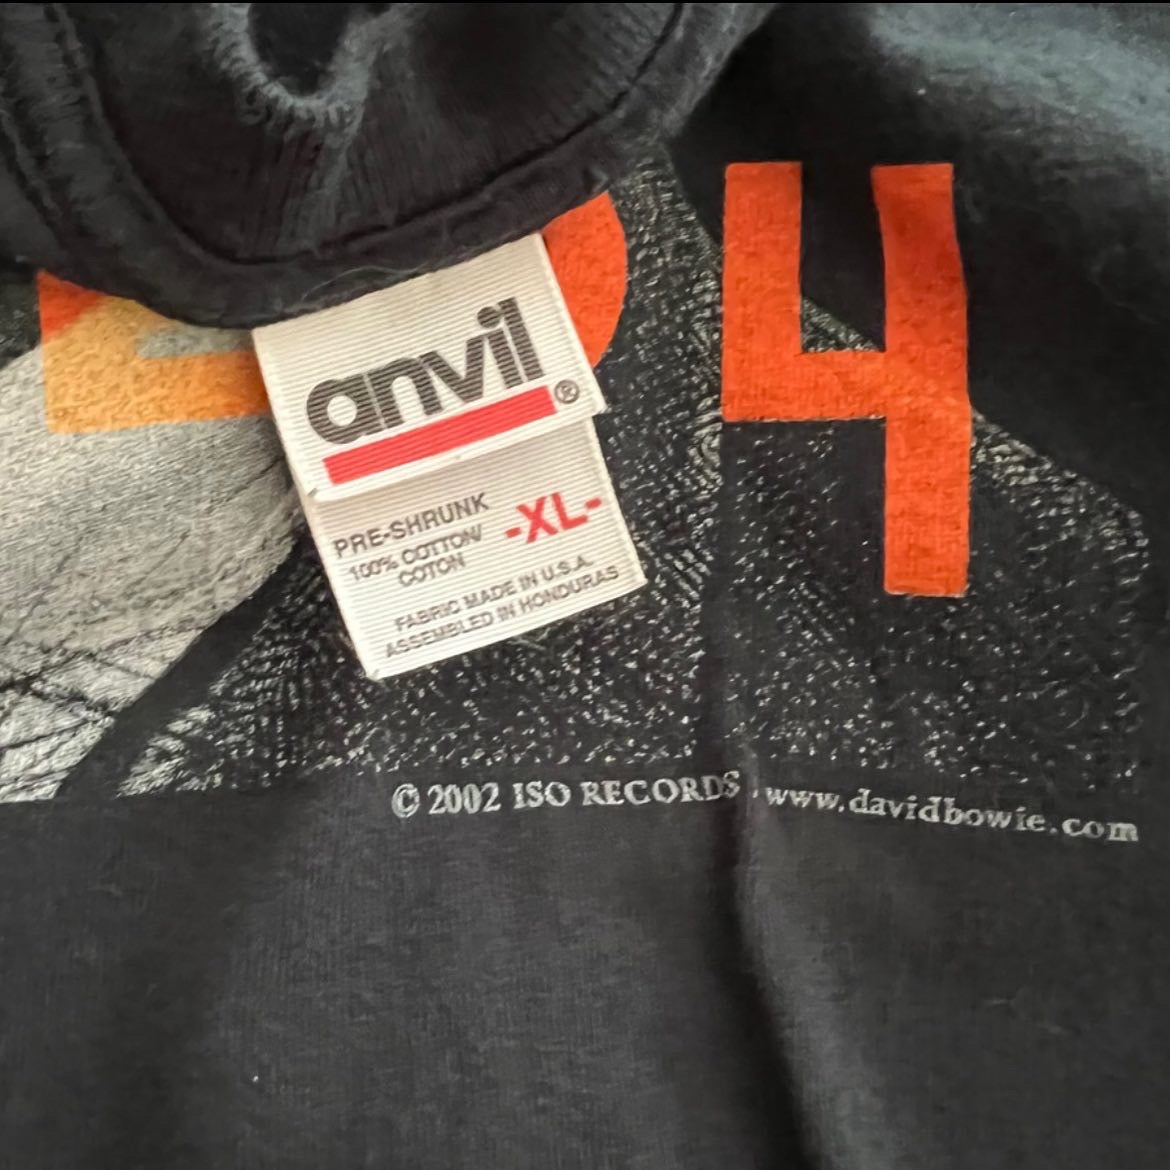 4
anvil®
PRE-SHRUNK
100% COTTON/
COTON
-XL-
FABRIC MADE IN U.S.A.
ASSEMBLED IN HONDURAS
© 2002 ISO RECORDS www.davidbowie.com